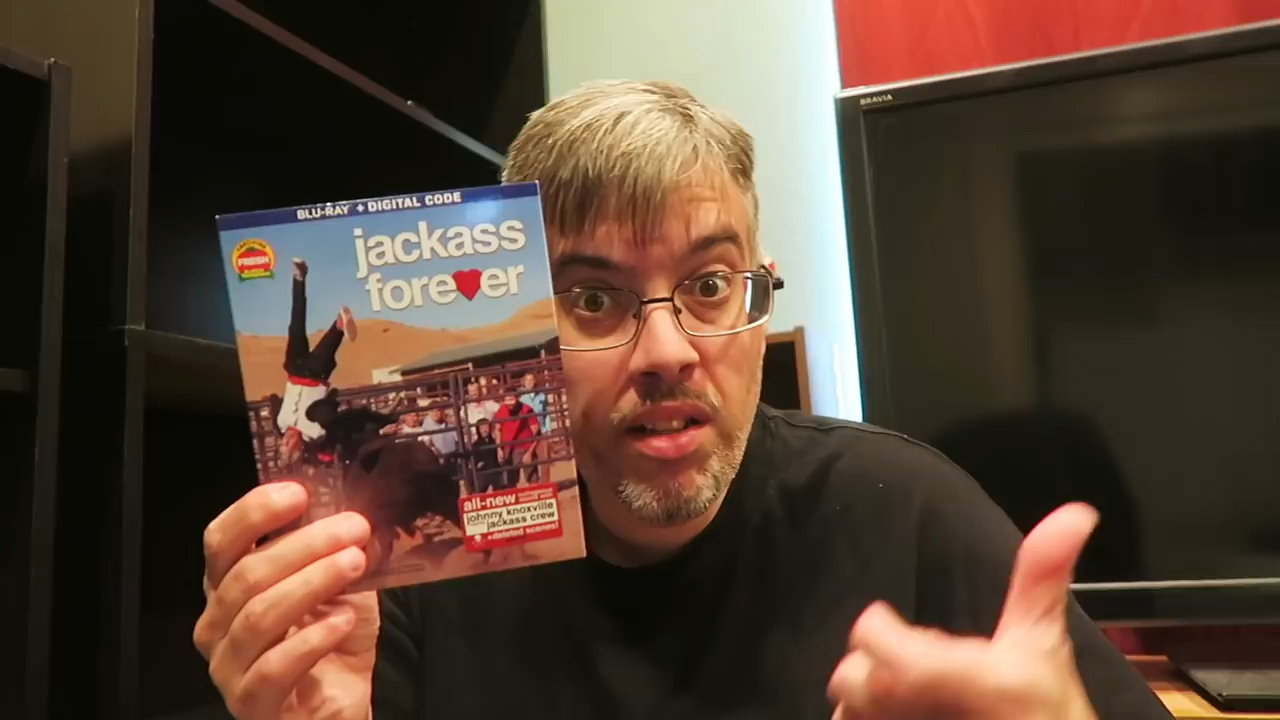 BLU-RAY + DIGITAL CODE
jackass
forever
FRESH
all-new
johnny knoxville
jackass crew
+deleted scenes!
BRAVIA